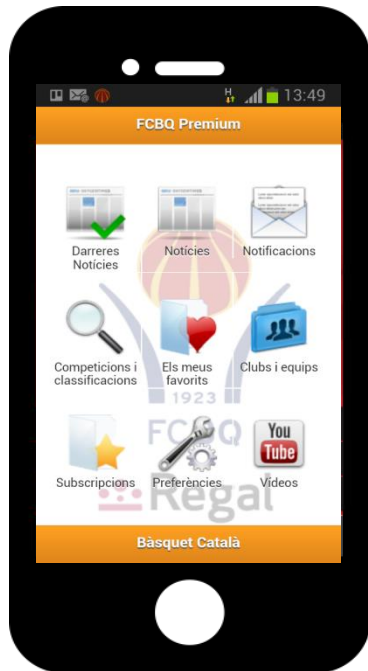 H
13:49
FCBQ Premium
Darreres
Notícies
Notícies
Notificacions
Competicions i
classificacions
Els meus
favorits
Clubs i equips
1923
FCBQ
You
Tube
Subscripcions
Preferències
Vídeos
Regal
Bàsquet Català